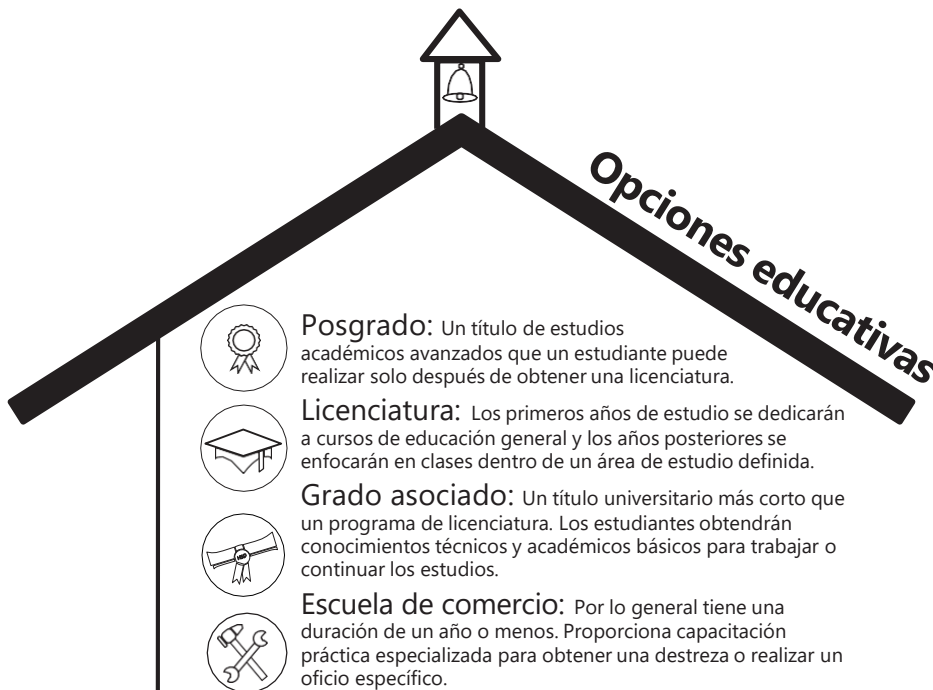 Opciones educativas
Posgrado: Un título de estudios
académicos avanzados que un estudiante puede
realizar solo después de obtener una licenciatura.
Licenciatura: Los primeros años de estudio se dedicarán
a cursos de educación general y los años posteriores se
enfocarán en clases dentro de un área de estudio definida.
Grado asociado: Un título universitario más corto que
un programa de licenciatura. Los estudiantes obtendrán
conocimientos técnicos y académicos básicos para trabajar o
continuar los estudios.
Escuela de comercio: Por lo general tiene una
duración de un año o menos. Proporciona capacitación
práctica especializada para obtener una destreza o realizar un
oficio específico.